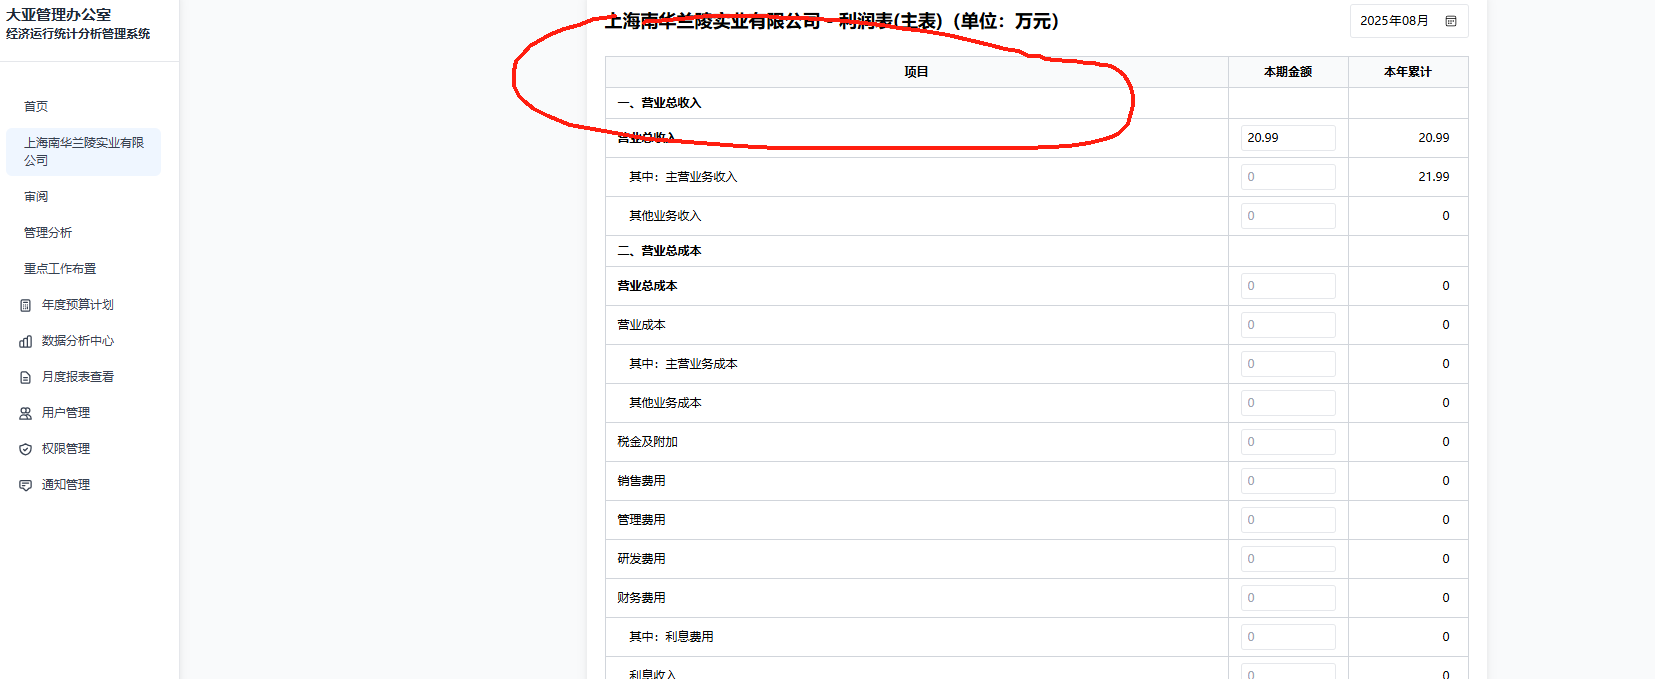 大亚管理办公室
经济运行统计分析管理系统
首页
上海南华兰陵实业有限
公司
审阅
管理分析
重点工作布置
年度预算计划
数据分析中心
月度报表查看
用户管理
权限管理
通知管理
上海南华兰陵实业有限公司 - 利润表(主表)（单位：万元）
2025年08月
项目 本期金额 本年累计
一、营业总收入
营业总收入 20.99 20.99
其中：主营业务收入 0 21.99
其他业务收入 0 0
二、营业总成本
营业总成本 0 0
营业成本 0 0
其中：主营业务成本 0 0
其他业务成本 0 0
税金及附加 0 0
销售费用 0 0
管理费用 0 0
研发费用 0 0
财务费用 0 0
其中：利息费用 0 0
利息收入 0 0